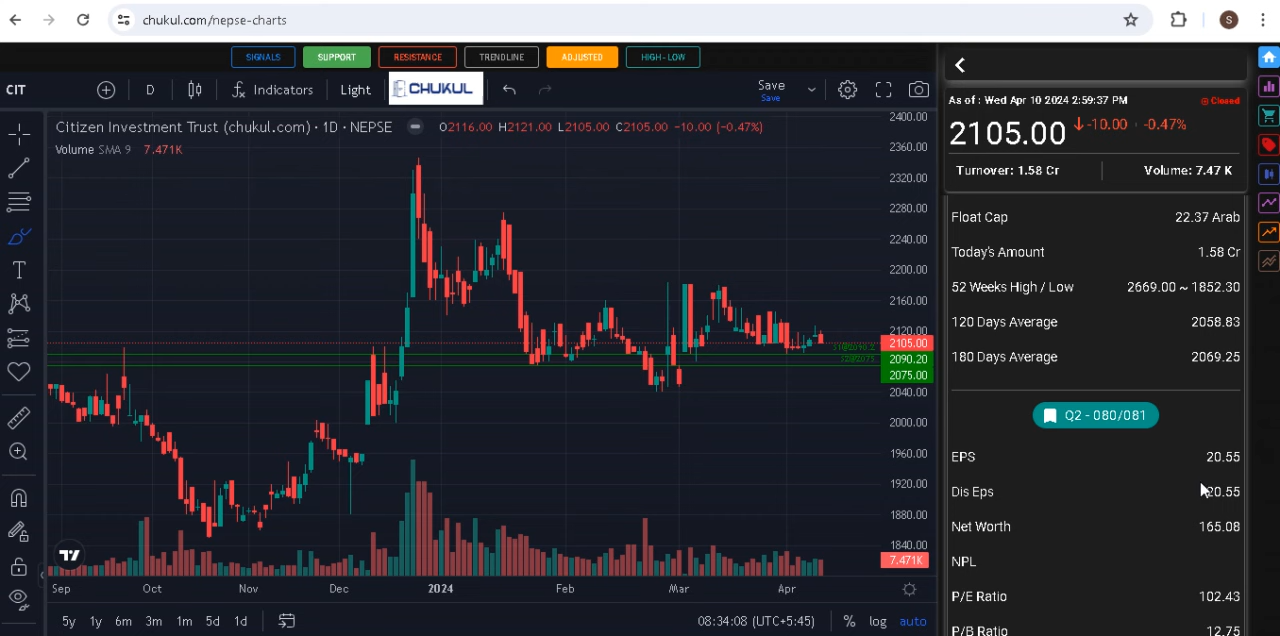 chukul.com/nepse-charts
S
SIGNALS SUPPORT RESISTANCE TRENDLINE ADJUSTED HIGH - LOW
CIT D Indicators Light CHUKUL Save
Save
Citizen Investment Trust (chukul.com) · 1D · NEPSE O2116.00 H2121.00 L2105.00 C2105.00 -10.00 (-0.47%)
Volume SMA 9 7.471K
2400.00
2360.00
2320.00
2280.00
2240.00
2200.00
2160.00
2120.00
2105.00
2090.20
2075.00
2040.00
2000.00
1960.00
1920.00
1880.00
1840.00
7.471K
Sep Oct Nov Dec 2024 Feb Mar Apr
5y 1y 6m 3m 1m 5d 1d 08:34:08 (UTC+5:45) % log auto
As of : Wed Apr 10 2024 2:59:37 PM Closed
2105.00 -10.00 -0.47%
Turnover: 1.58 Cr Volume: 7.47 K
Float Cap 22.37 Arab
Today's Amount 1.58 Cr
52 Weeks High / Low 2669.00 ~ 1852.30
120 Days Average 2058.83
180 Days Average 2069.25
Q2 - 080/081
EPS 20.55
Dis Eps 20.55
Net Worth 165.08
NPL
P/E Ratio 102.43
P/B Ratio 12.75